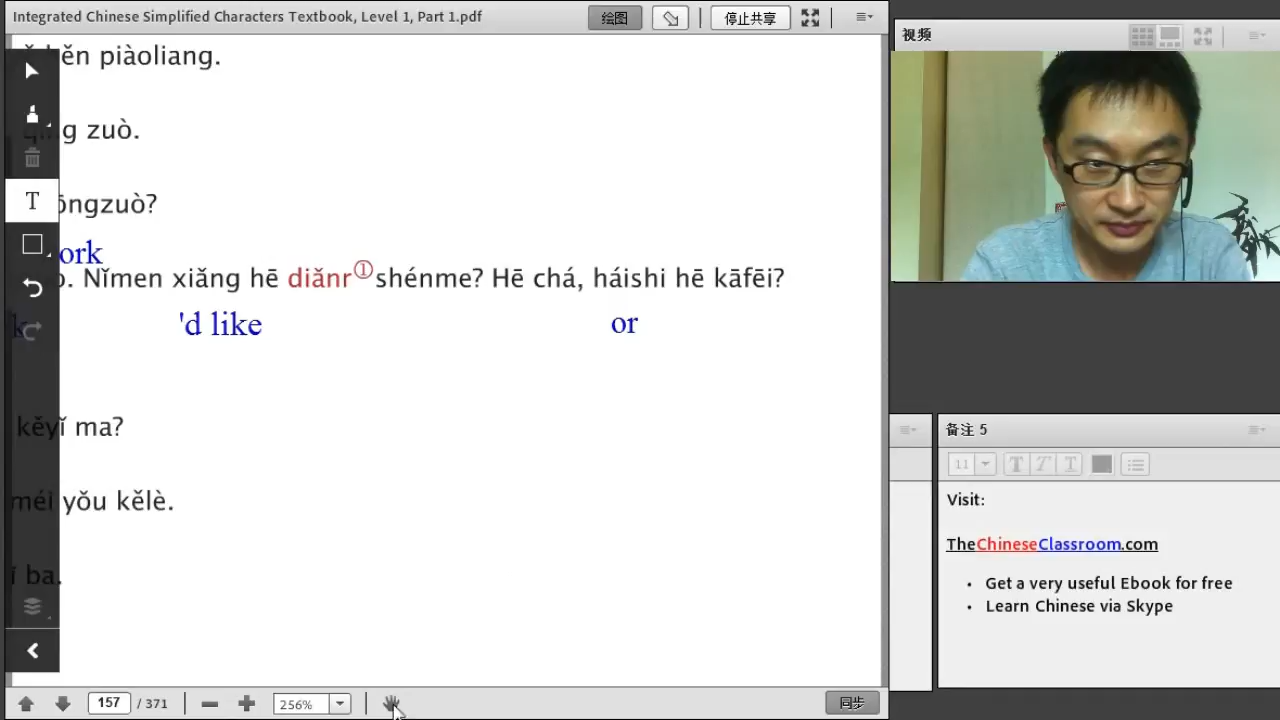 Integrated Chinese Simplified Characters Textbook, Level 1, Part 1.pdf
绘图
停止共享
视频
hěn piàoliang.
qǐng zuò.
ōngzuò?
ork
o. Nǐmen xiǎng hē diǎnr①shénme? Hē chá, háishi hē kāfēi?
k
'd like
or
kěyǐ ma?
méi yǒu kělè.
ǐ ba.
T
157 / 371
256%
同步
备注 5
11
T T T
Visit:
TheChineseClassroom.com
• Get a very useful Ebook for free
• Learn Chinese via Skype